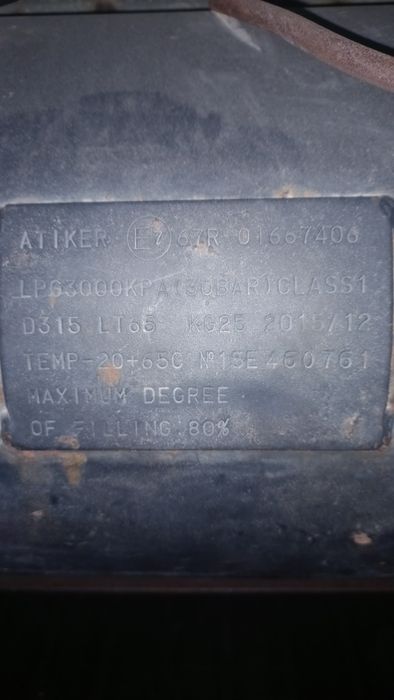 ATIKER E7 67R-01667406
LPG3000KPA(30BAR)CLASS1
D315 LT65 KG25 2015/12
TEMP-20+65C №15E460761
MAXIMUM DEGREE
OF FILLING:80%